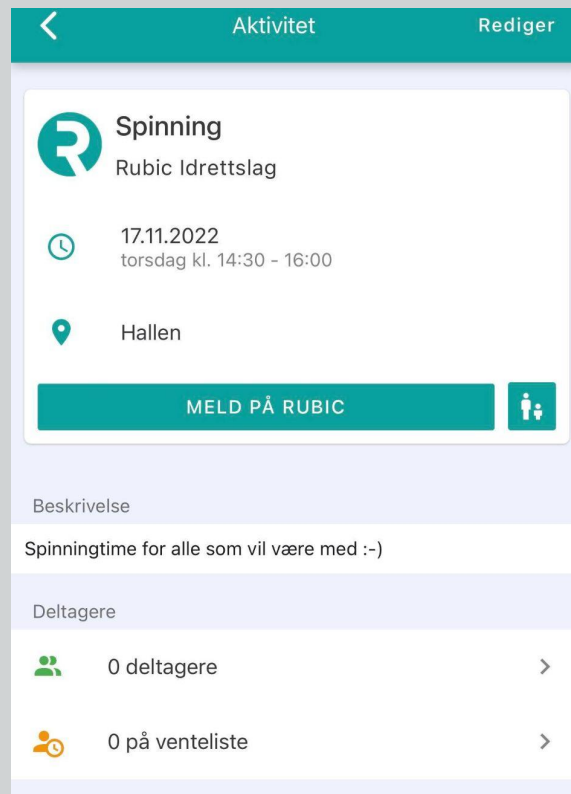 Aktivitet
Rediger
Spinning
Rubic Idrettslag
17.11.2022
torsdag kl. 14:30 - 16:00
Hallen
MELD PÅ RUBIC
Beskrivelse
Spinningtime for alle som vil være med :-)
Deltagere
0 deltagere
0 på venteliste